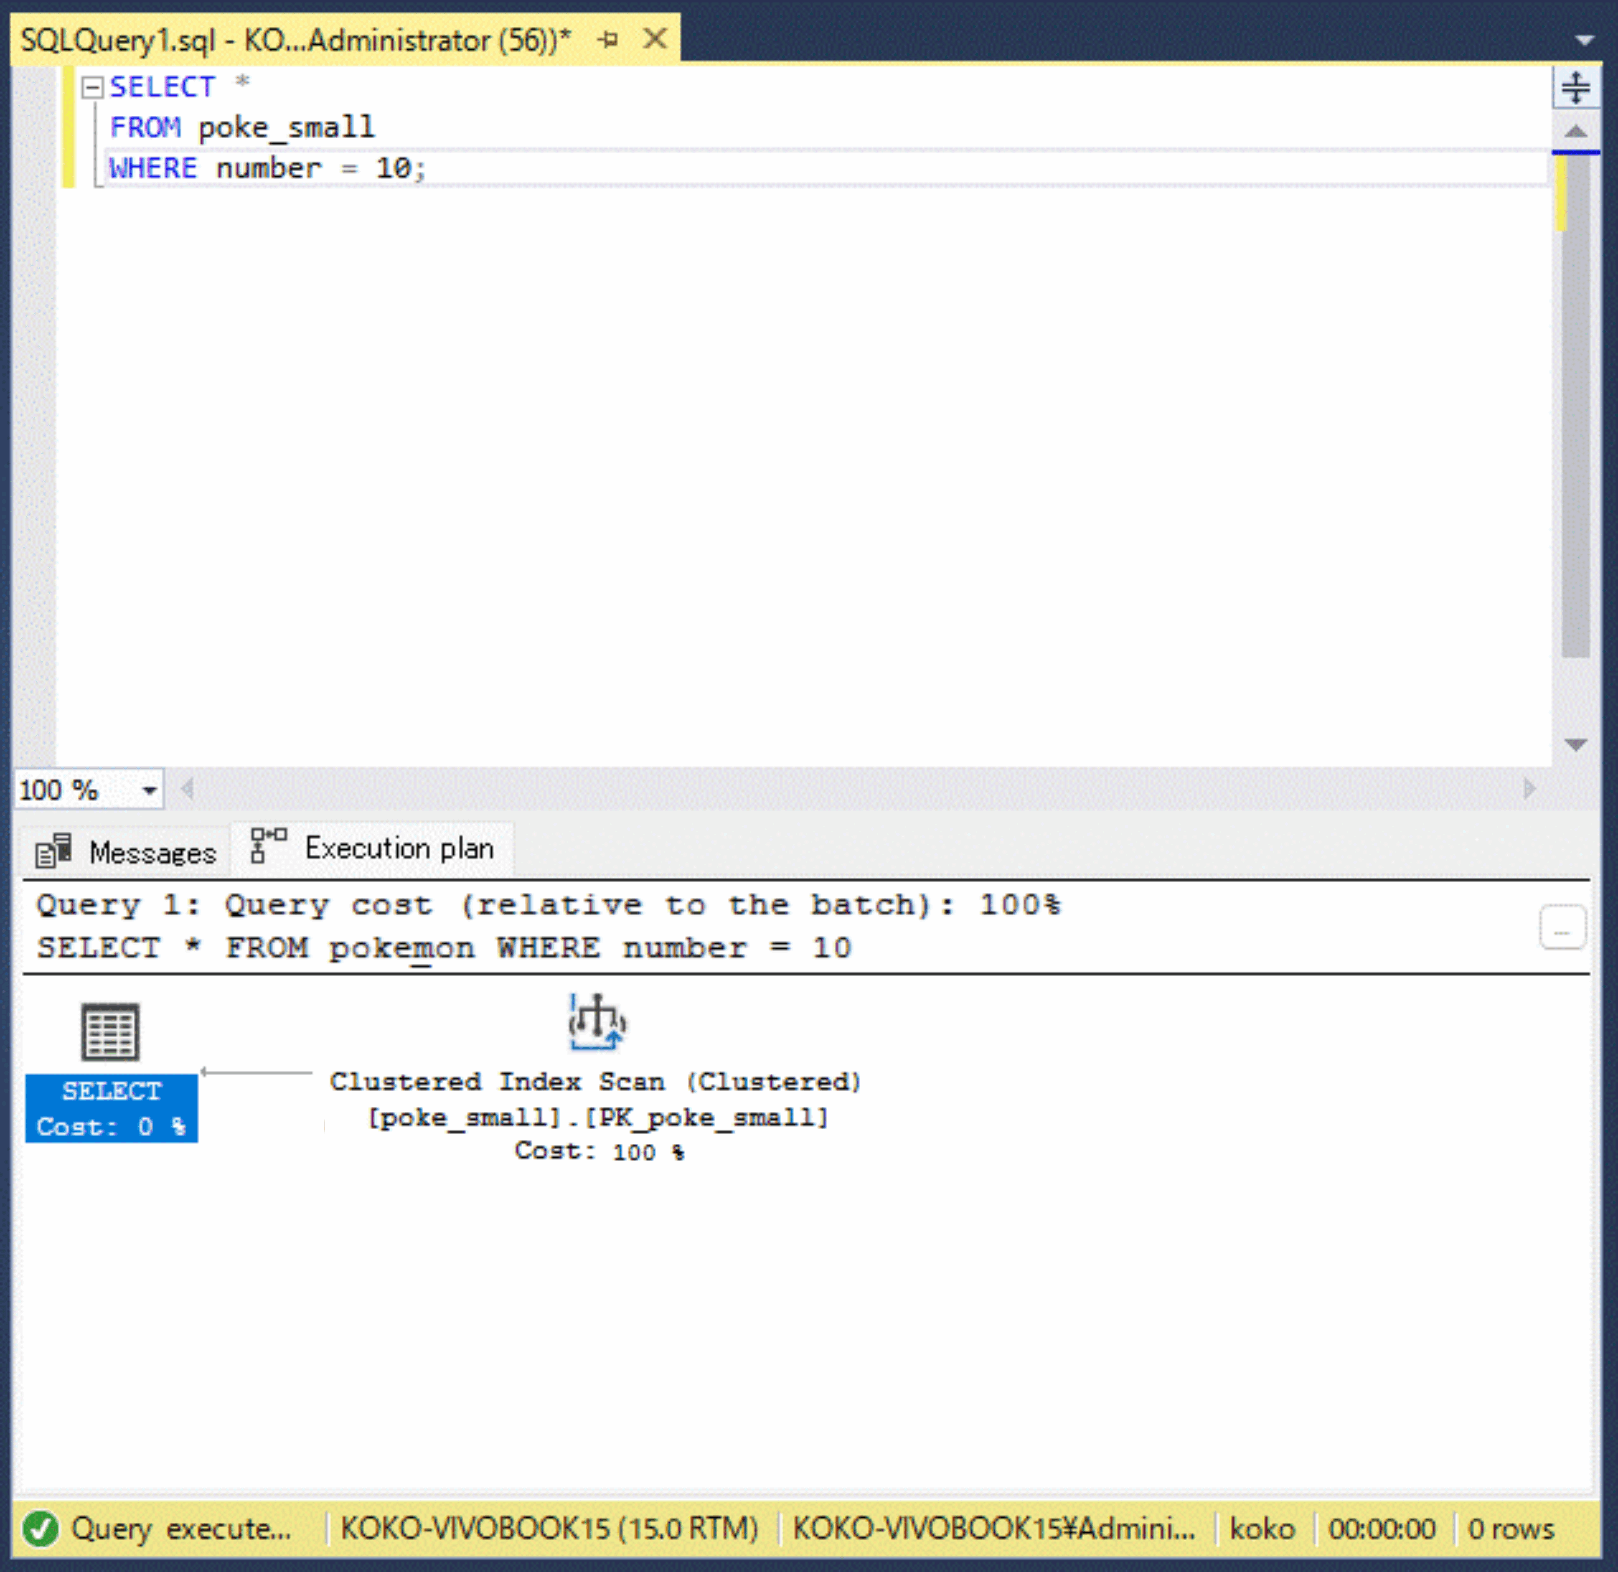 SQLQuery1.sql - KO...Administrator (56))*
SELECT *
FROM poke_small
WHERE number = 10;
100 %
Messages
Execution plan
Query 1: Query cost (relative to the batch): 100%
SELECT * FROM pokemon WHERE number = 10
...
SELECT
Cost: 0 %
Clustered Index Scan (Clustered)
[poke_small].[PK_poke_small]
Cost: 100 %
Query execute...
KOKO-VIVOBOOK15 (15.0 RTM)
KOKO-VIVOBOOK15¥Admini...
koko
00:00:00
0 rows